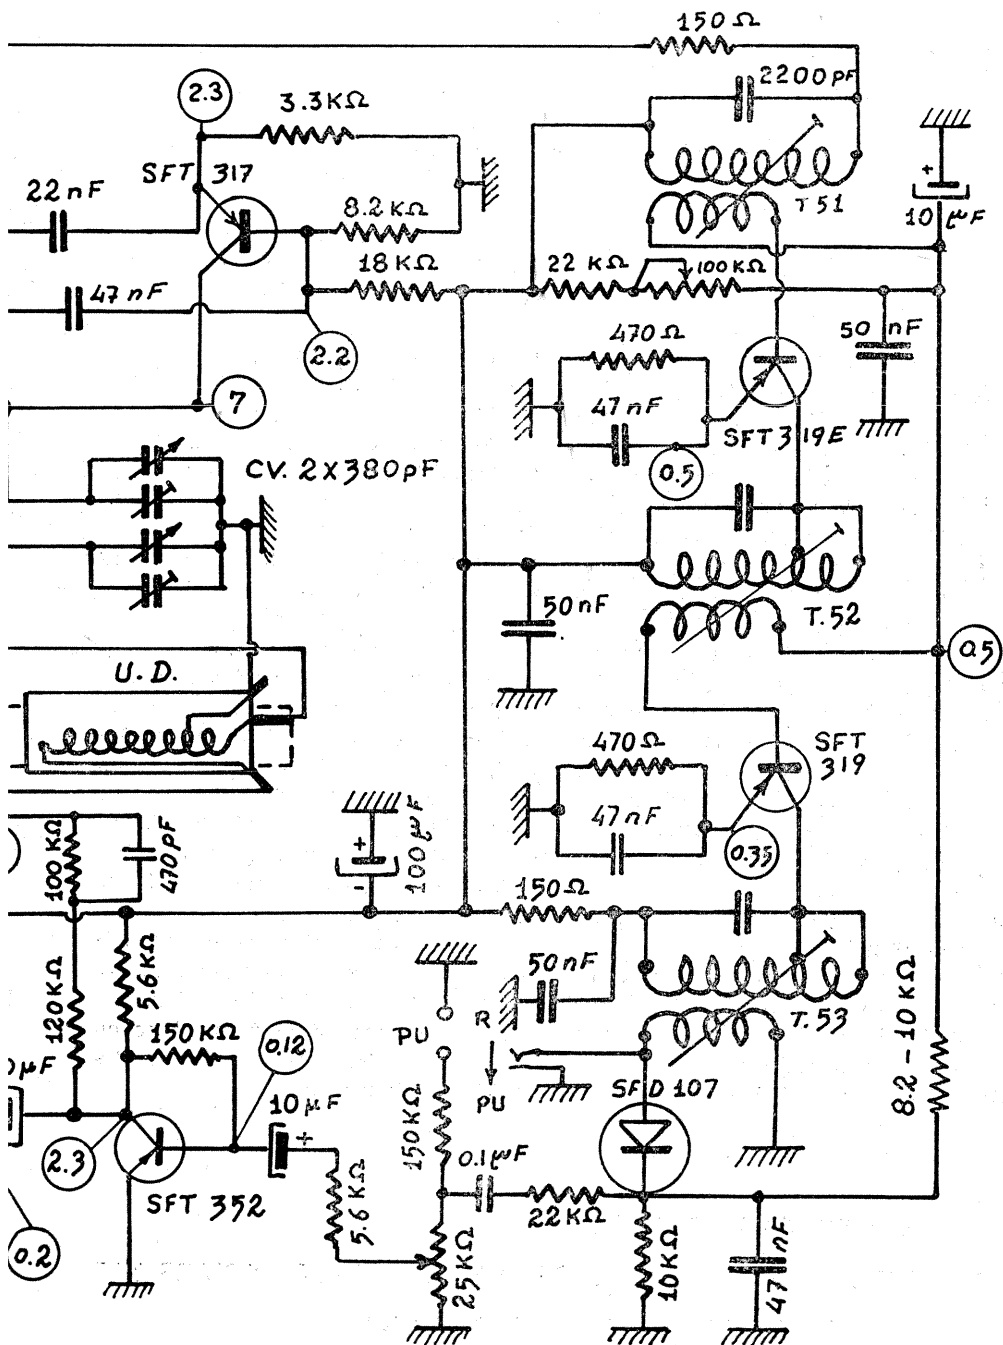 150 Ω
2200 pF
2.3
3.3 KΩ
SFT 317
22 nF
8.2 KΩ
T 51
10 µF
18 KΩ
22 KΩ
100 KΩ
47 nF
50 nF
470 Ω
2.2
7
47 nF
SFT 319E
0.5
CV. 2 X 380 pF
50 nF
T. 52
0.5
U.D.
470 Ω
SFT
319
47 nF
0.35
100 KΩ
470 pF
+
-
100 µF
150 Ω
50 nF
5.6 KΩ
120 KΩ
150 KΩ
0.12
PU
R
PU
T. 53
8.2 - 10 KΩ
SFD 107
10 µF
+
150 KΩ
0.1 µF
2.3
SFT 352
5.6 KΩ
22 KΩ
0.2
25 KΩ
10 KΩ
47 nF